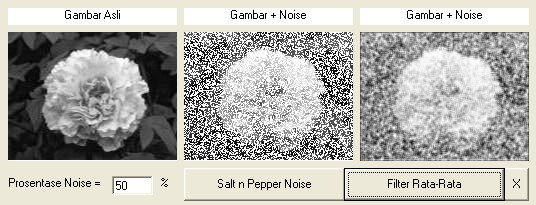 Gambar Asli
Gambar + Noise
Gambar + Noise
Prosentase Noise = 50 %
Salt n Pepper Noise
Filter Rata-Rata
X